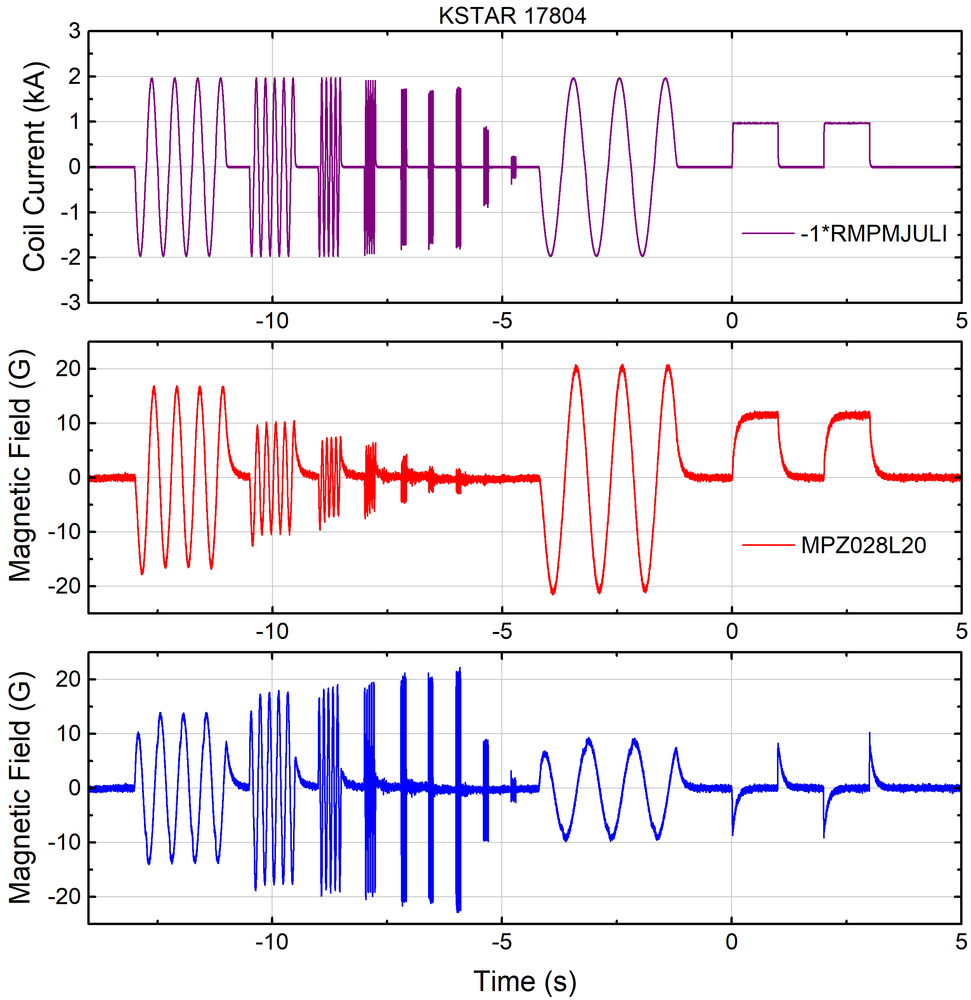 KSTAR 17804
3
2
1
0
-1
-2
-3
Coil Current (kA)
-1*RMPMJULI
-10 -5 0 5
20
10
0
-10
-20
Magnetic Field (G)
MPZ028L20
-10 -5 0 5
20
10
0
-10
-20
Magnetic Field (G)
-10 -5 0 5
Time (s)